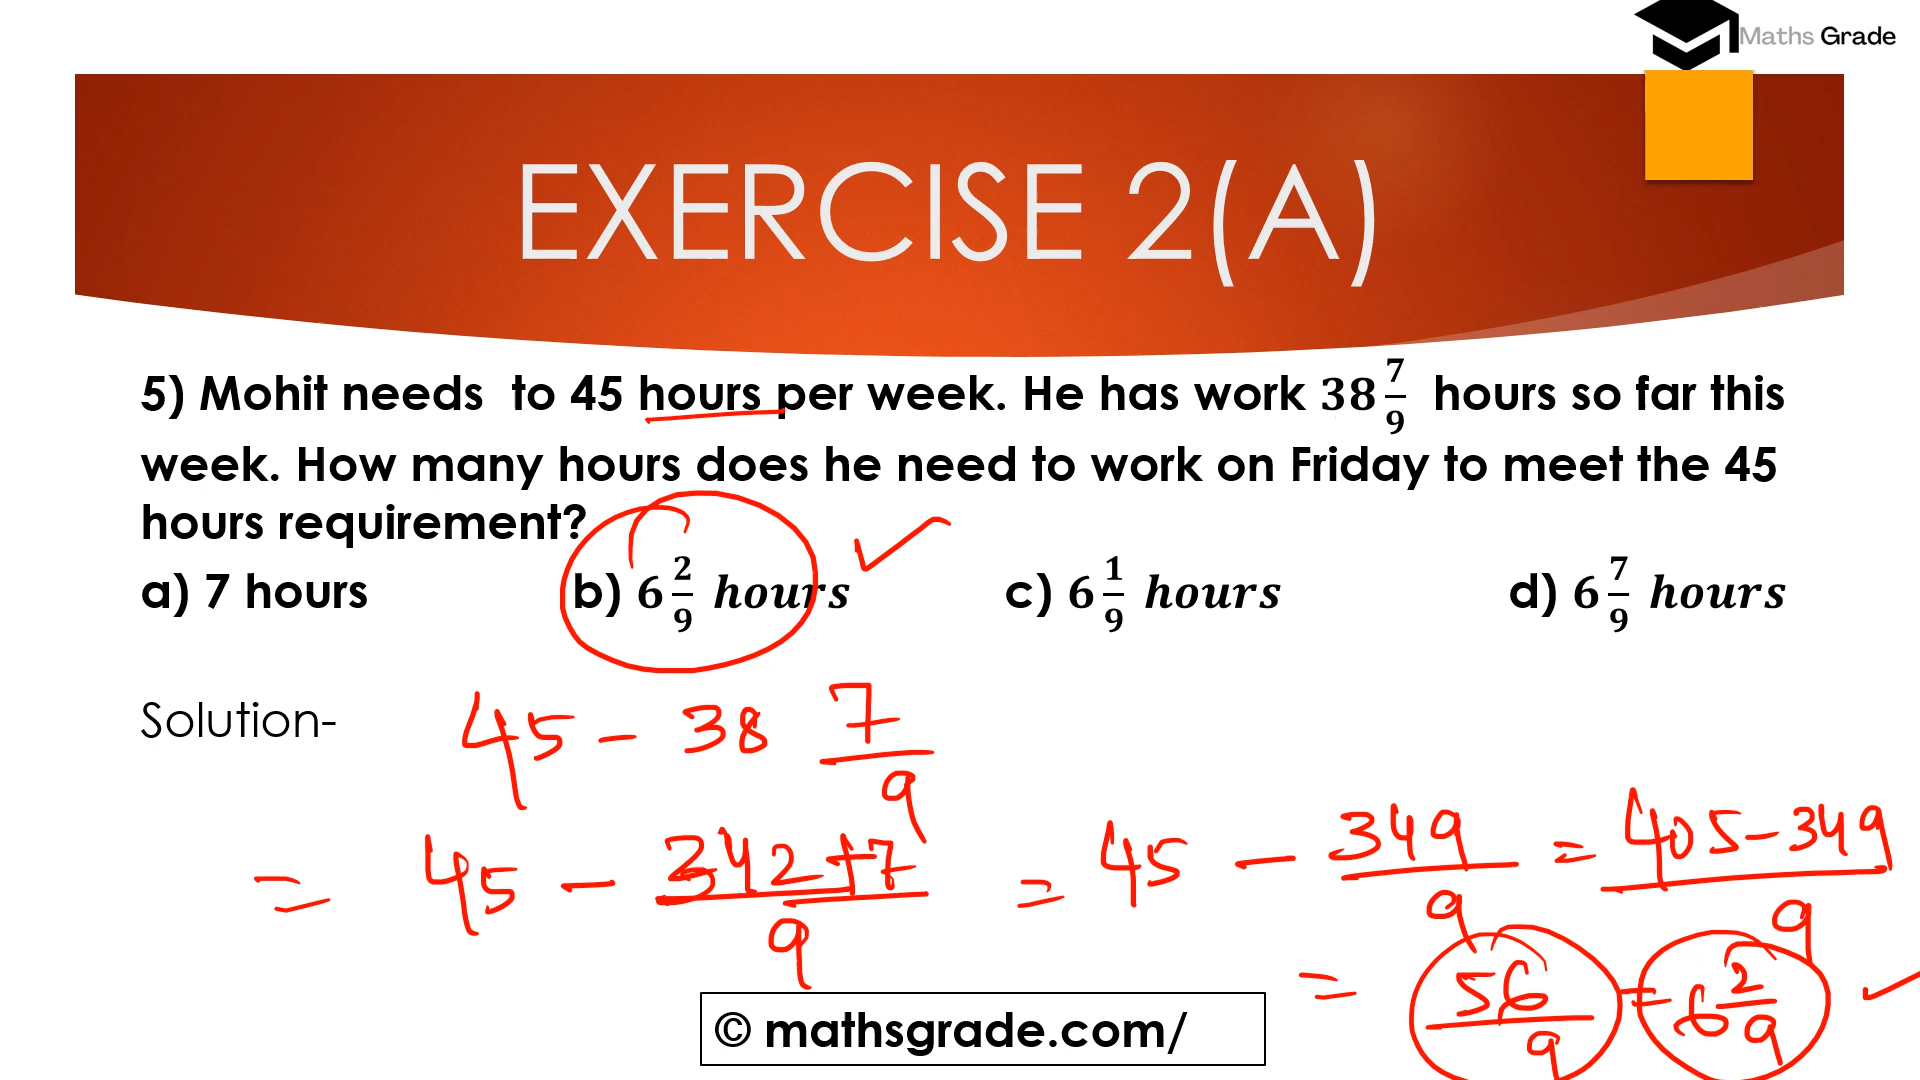 Maths Grade
EXERCISE 2(A)
5) Mohit needs to 45 hours per week. He has work 38 7/9 hours so far this
week. How many hours does he need to work on Friday to meet the 45
hours requirement?
a) 7 hours b) 6 2/9 hours c) 6 1/9 hours d) 6 7/9 hours
Solution- 45 - 38 7/9
= 45 - 342+7/9 = 45 - 349/9 = 405-349/9
= 56/9 = 6 2/9
© mathsgrade.com/